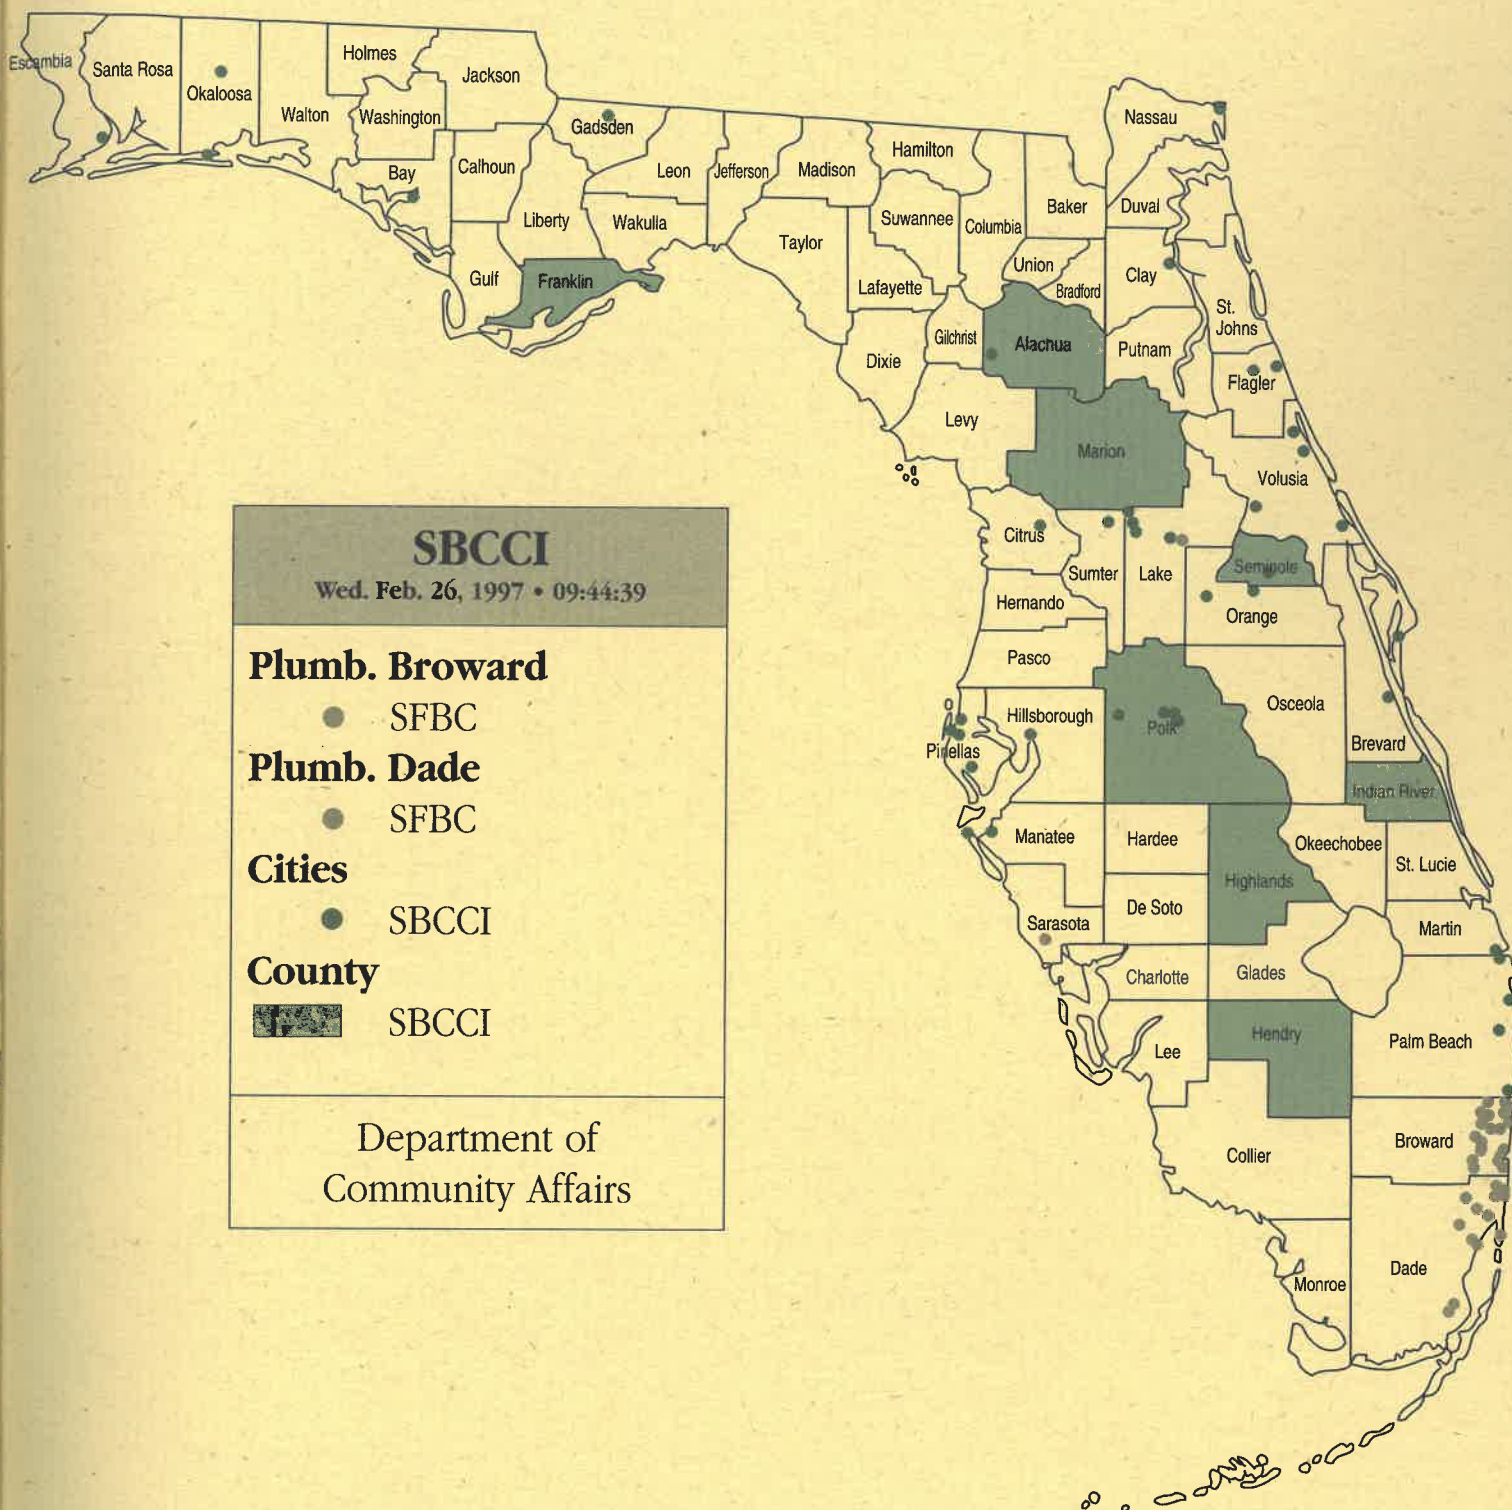 Escambia
Santa Rosa
Okaloosa
Walton
Holmes
Washington
Jackson
Bay
Calhoun
Gulf
Liberty
Franklin
Gadsden
Leon
Wakulla
Jefferson
Madison
Taylor
Hamilton
Suwannee
Lafayette
Columbia
Dixie
Gilchrist
Baker
Union
Bradford
Nassau
Duval
Clay
St.
Johns
Alachua
Putnam
Flagler
Levy
Marion
Volusia
Citrus
Sumter
Lake
Seminole
Hernando
Orange
Pasco
Osceola
Hillsborough
Pinellas
Polk
Brevard
Indian River
Manatee
Hardee
Okeechobee
St. Lucie
Highlands
De Soto
Sarasota
Martin
Charlotte
Glades
Lee
Hendry
Palm Beach
Collier
Broward
Monroe
Dade
SBCCI
Wed. Feb. 26, 1997 • 09:44:39
Plumb. Broward
SFBC
Plumb. Dade
SFBC
Cities
SBCCI
County
SBCCI
Department of
Community Affairs